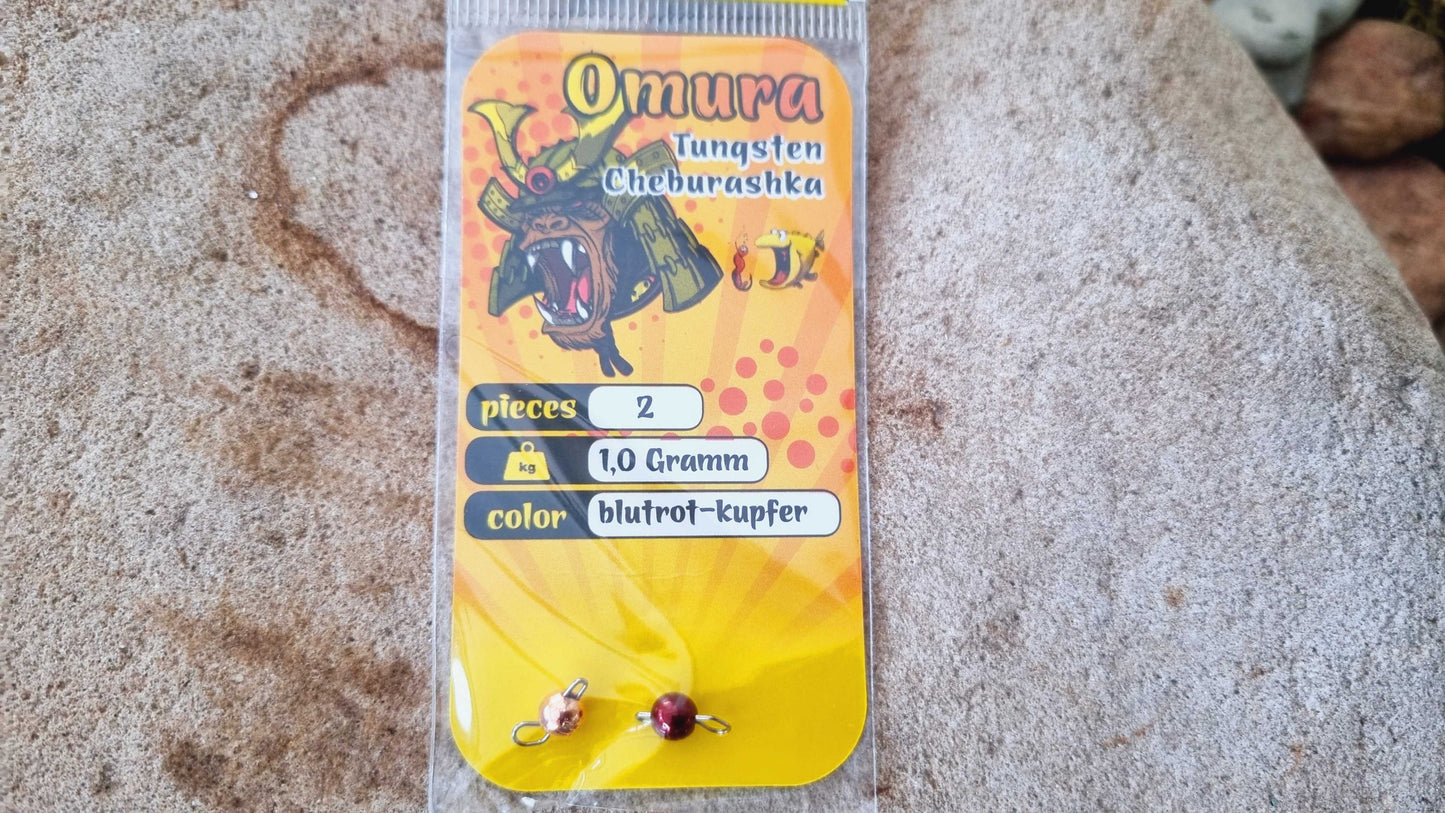 Omura
Tungsten
Cheburashka
pieces 2
kg 1,0 Gramm
color blutrot-kupfer